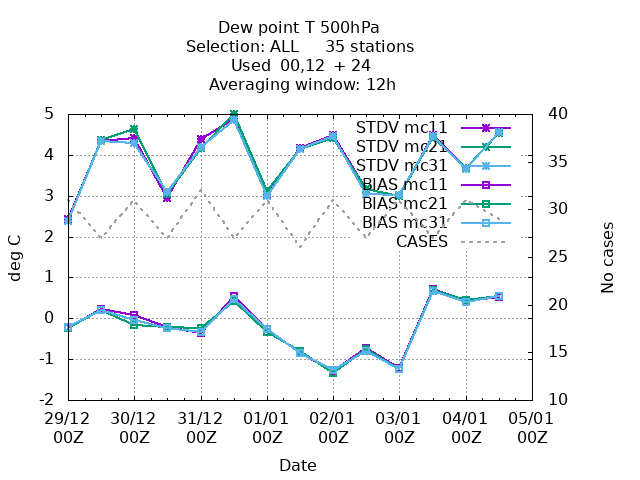 Dew point T 500hPa
Selection: ALL 35 stations
Used 00,12 + 24
Averaging window: 12h
5
4
3
2
1
0
-1
-2
deg C
40
35
30
25
20
15
10
No cases
STDV mc11
STDV mc21
STDV mc31
BIAS mc11
BIAS mc21
BIAS mc31
CASES
29/12 30/12 31/12 01/01 02/01 03/01 04/01 05/01
00Z 00Z 00Z 00Z 00Z 00Z 00Z 00Z
Date